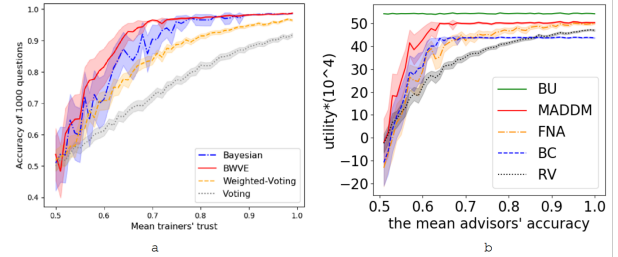 1.0
0.9
0.8
0.7
0.6
0.5
0.4
Accuracy of 1000 questions
0.5 0.6 0.7 0.8 0.9 1.0
Mean trainers' trust
Bayesian
BWVE
Weighted-Voting
Voting
a
50
40
30
20
10
0
−10
−20
utility*(10^4)
0.5 0.6 0.7 0.8 0.9 1.0
the mean advisors' accuracy
BU
MADDM
FNA
BC
RV
b